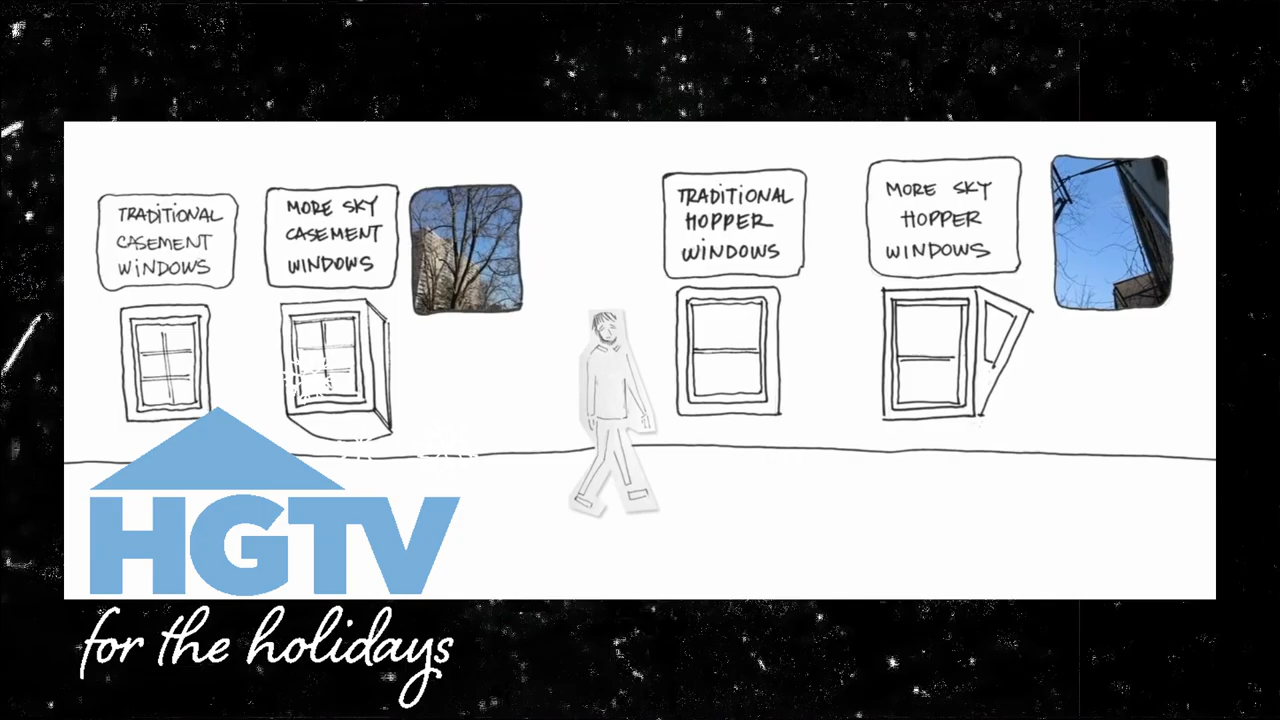 TRADITIONAL
CASEMENT
WINDOWS
MORE SKY
CASEMENT
WINDOWS
TRADITIONAL
HOPPER
WINDOWS
MORE SKY
HOPPER
WINDOWS
HGTV
for the holidays